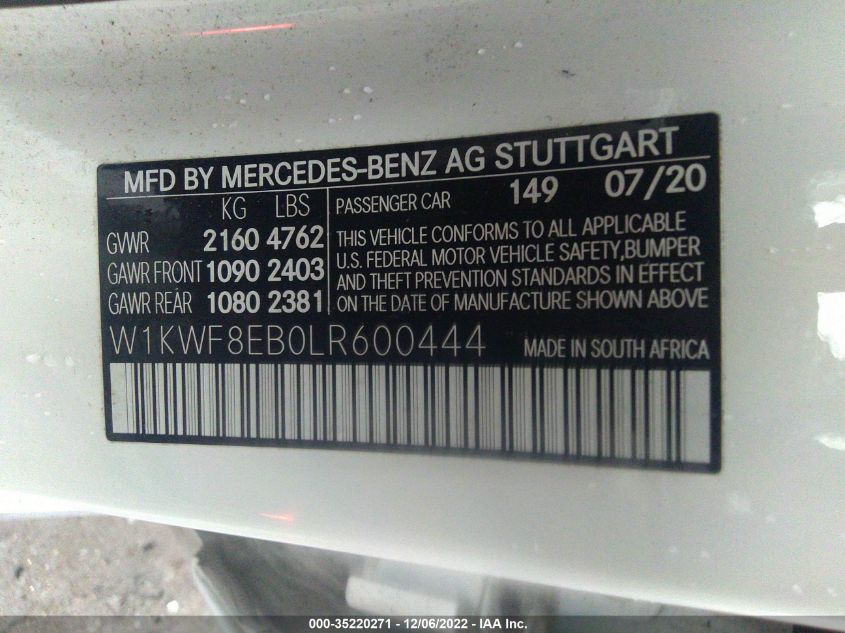 MFD BY MERCEDES-BENZ AG STUTTGART
KG LBS
GVWR 2160 4762
GAWR FRONT 1090 2403
GAWR REAR 1080 2381
PASSENGER CAR 149 07/20
THIS VEHICLE CONFORMS TO ALL APPLICABLE
U.S. FEDERAL MOTOR VEHICLE SAFETY,BUMPER
AND THEFT PREVENTION STANDARDS IN EFFECT
ON THE DATE OF MANUFACTURE SHOWN ABOVE
W1KWF8EB0LR600444 MADE IN SOUTH AFRICA
000-35220271 - 12/06/2022 - IAA Inc.